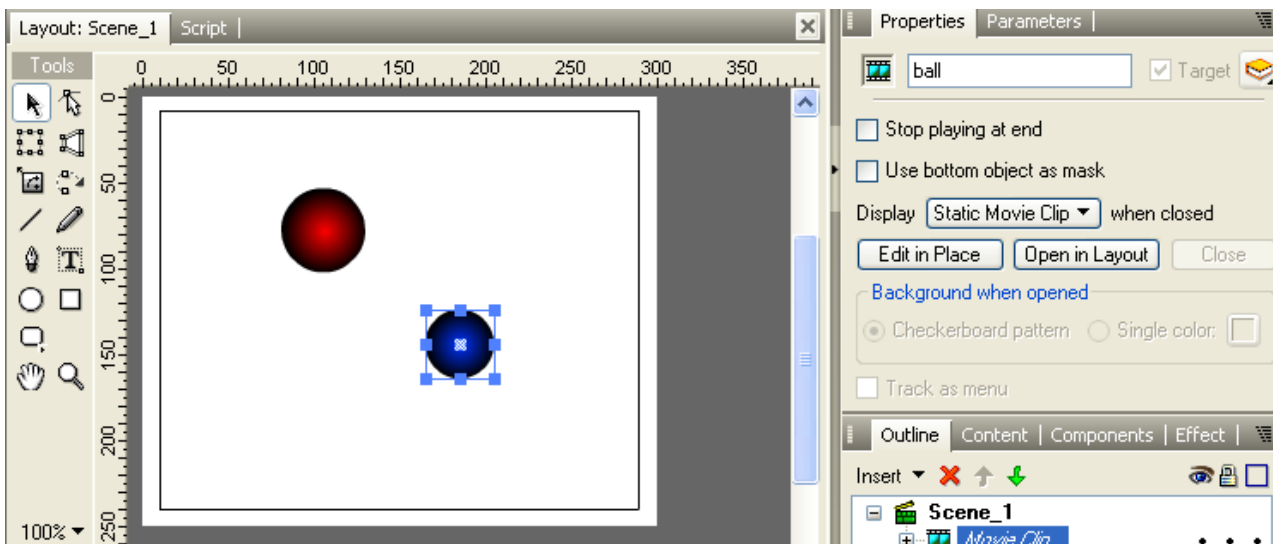 Layout: Scene_1 Script
Tools
0 50 100 150 200 250 300 350
0
50
100
150
200
250
T
100%
Properties Parameters
ball Target
Stop playing at end
Use bottom object as mask
Display Static Movie Clip when closed
Edit in Place Open in Layout Close
Background when opened
Checkerboard pattern Single color:
Track as menu
Outline Content Components Effect
Insert
Scene_1
Movie Clip